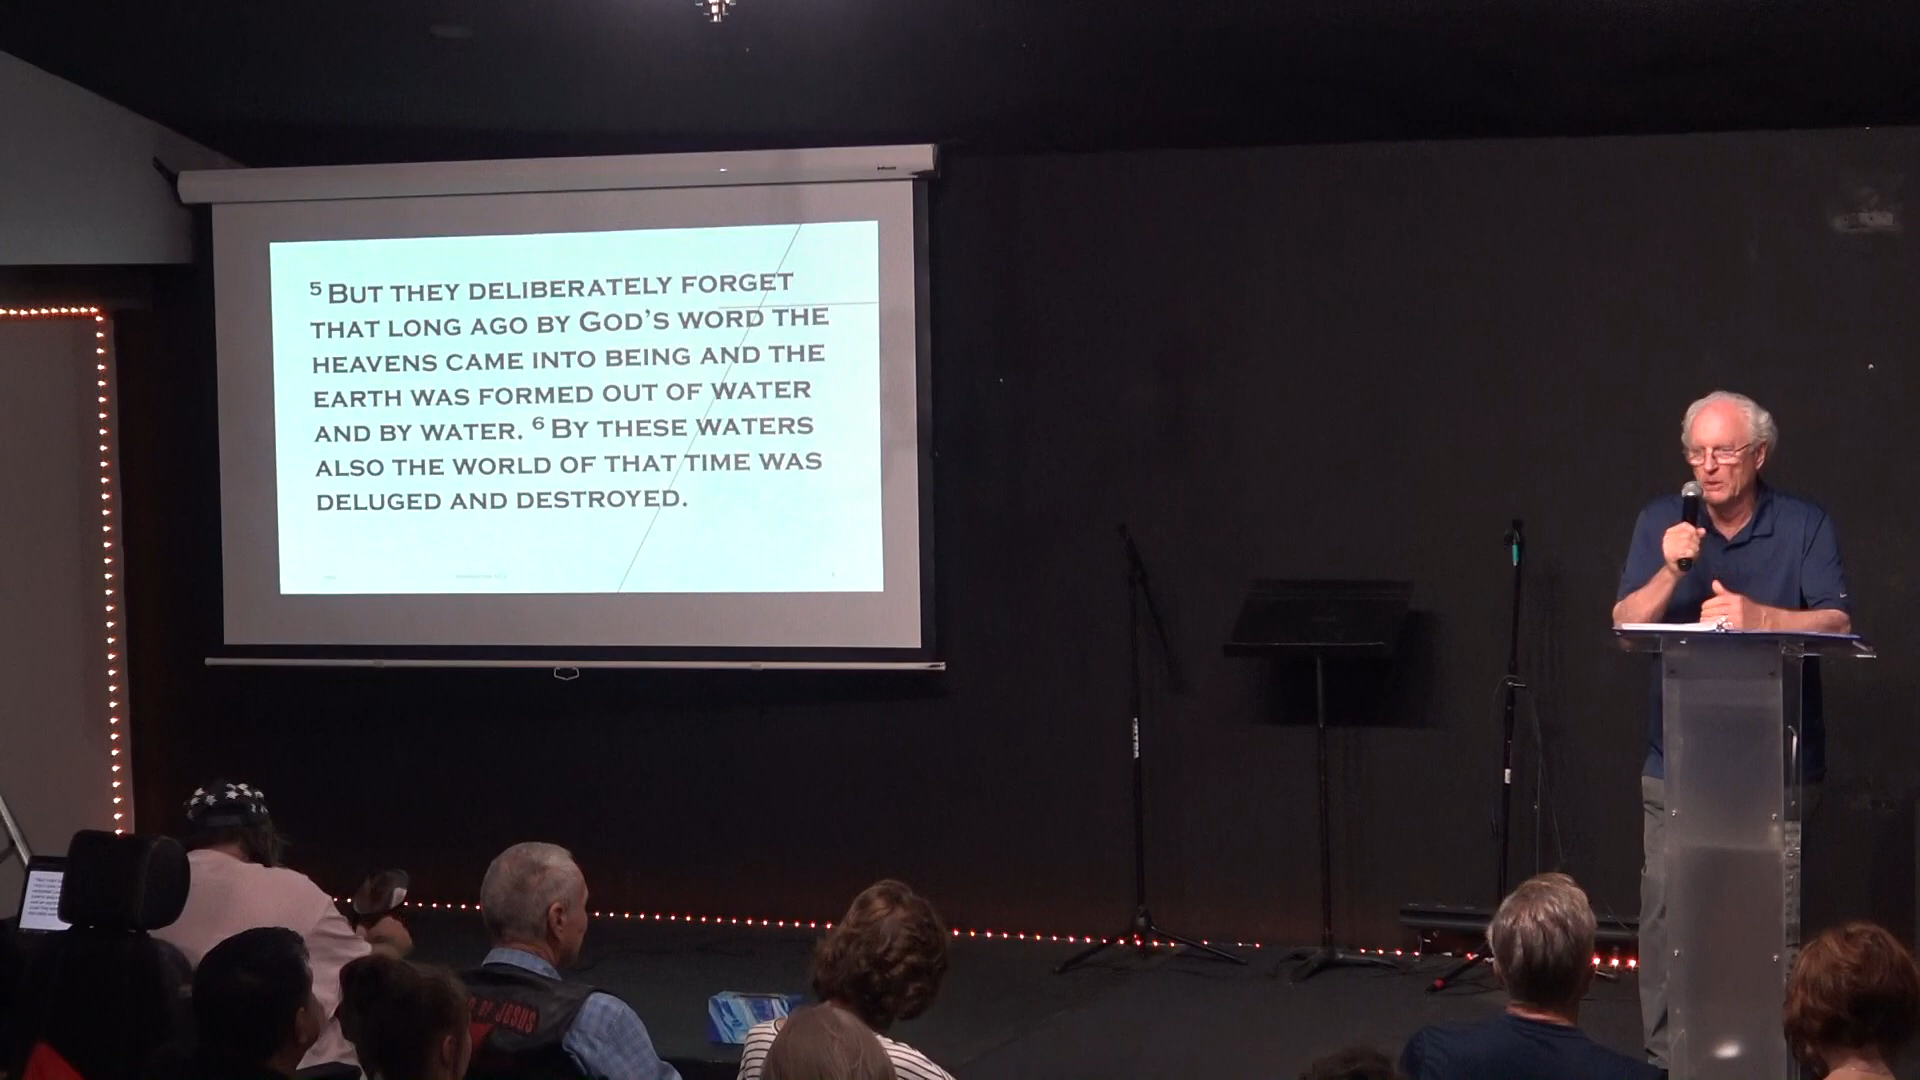 ⁵ But they deliberately forget
that long ago by God's word the
heavens came into being and the
earth was formed out of water
and by water. ⁶ By these waters
also the world of that time was
deluged and destroyed.
OF JESUS